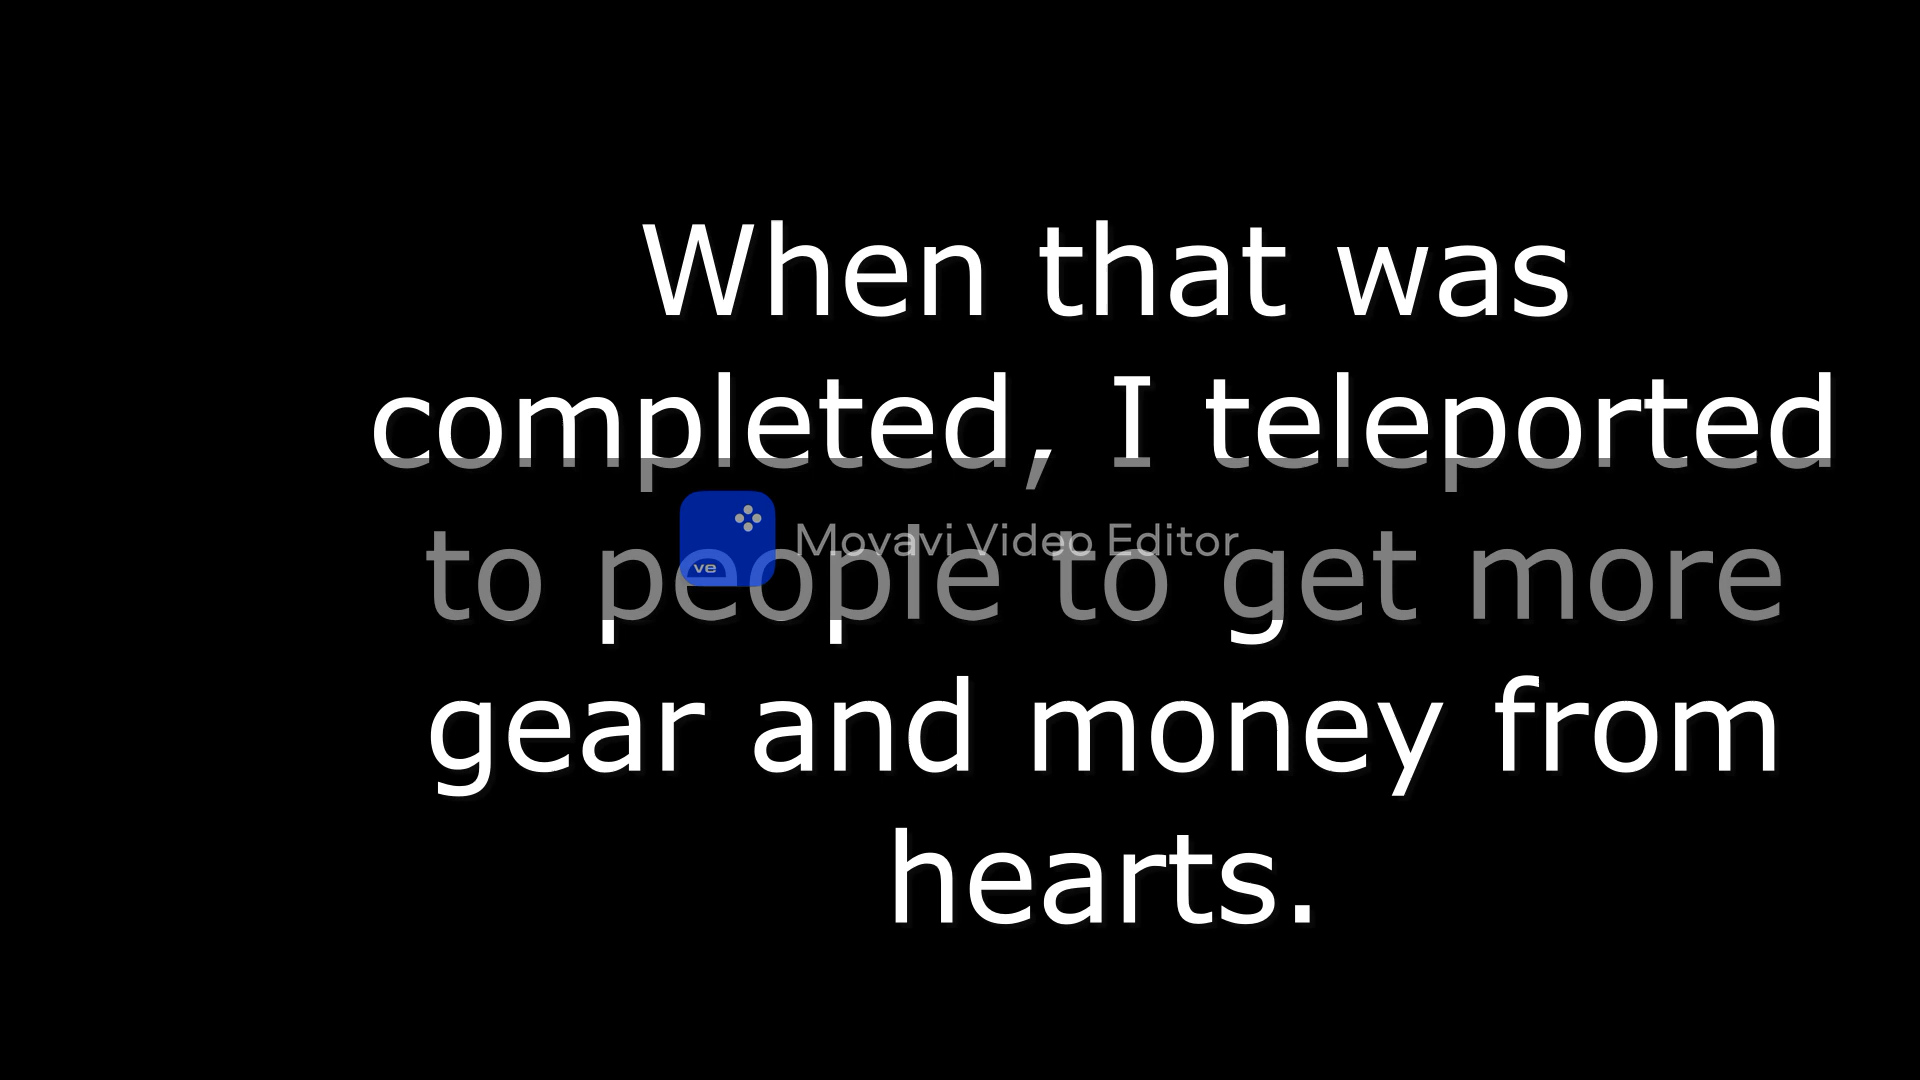 When that was
completed, I teleported
Movavi Video Editor
ve
to people to get more
gear and money from
hearts.